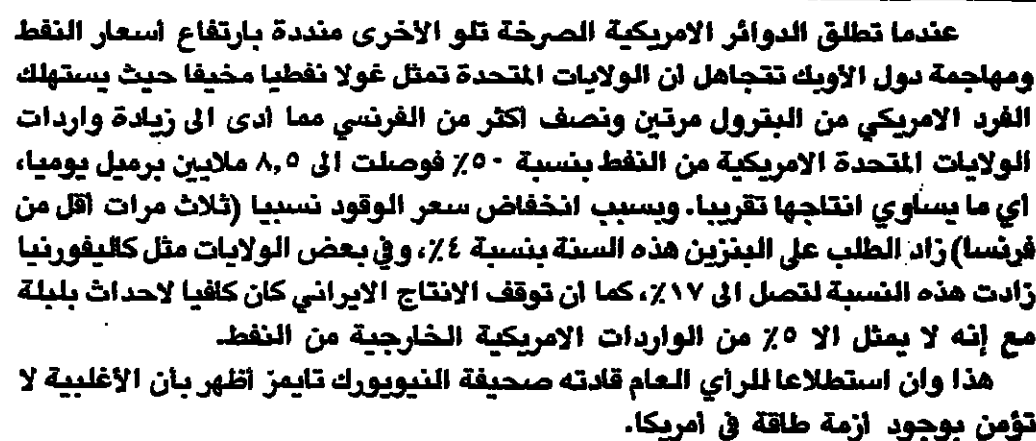 عندما تطلق الدوائر الامريكية الصرخة تلو الأخرى منددة بارتفاع أسعار النفط
ومهاجمة دول الأوبك تتجاهل ان الولايات المتحدة تمثل غولا نفطيا مخيفا حيث يستهلك
الفرد الامريكي من البترول مرتين ونصف اكثر من الفرنسي مما ادى الى زيادة واردات
الولايات المتحدة الامريكية من النفط بنسبة ٥٠٪ فوصلت الى ٨,٥ ملايين برميل يوميا،
اي ما يساوي انتاجها تقريبا. وبسبب انخفاض سعر الوقود نسبيا (ثلاث مرات أقل من
فرنسا) زاد الطلب على البنزين هذه السنة بنسبة ٤٪، وفي بعض الولايات مثل كاليفورنيا
زادت هذه النسبة لتصل الى ١٧٪، كما ان توقف الانتاج الايراني كان كافيا لاحداث بلبلة
مع إنه لا يمثل الا ٥٪ من الواردات الامريكية الخارجية من النفط.
هذا وان استطلاعا للرأي العام قادته صحيفة النيويورك تايمز أظهر بأن الأغلبية لا
تؤمن بوجود أزمة طاقة في أمريكا.